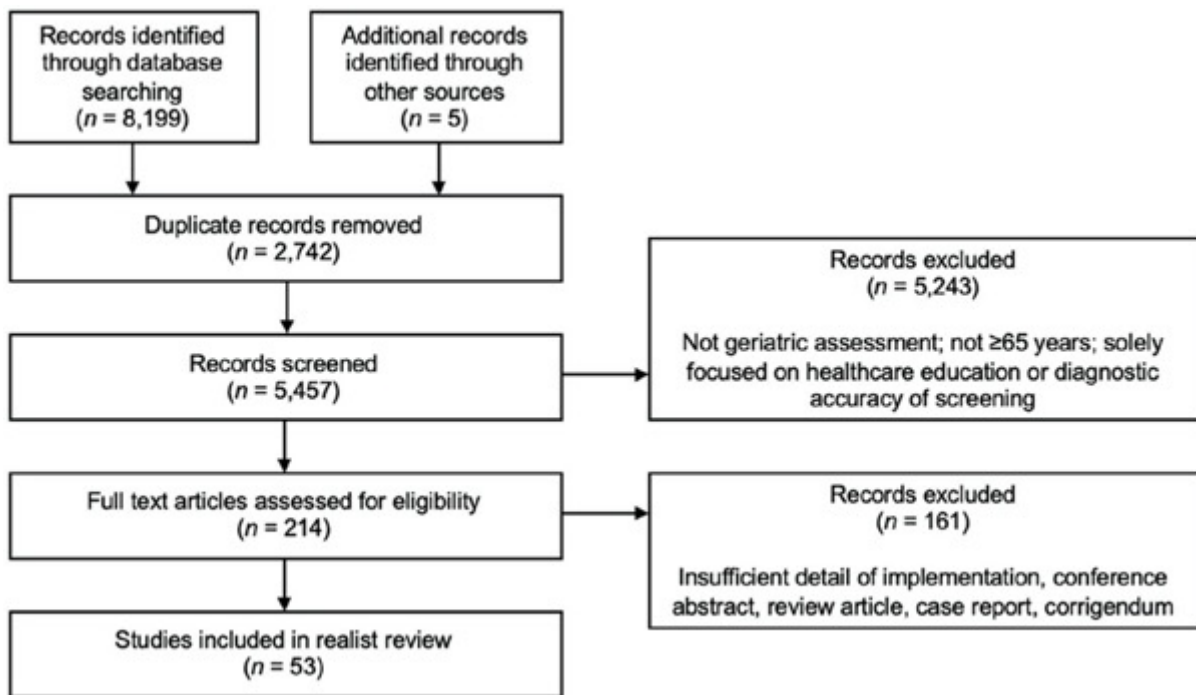 Records identified
through database
searching
(n = 8,199)
Additional records
identified through
other sources
(n = 5)
Duplicate records removed
(n = 2,742)
Records screened
(n = 5,457)
Records excluded
(n = 5,243)
Not geriatric assessment; not ≥65 years; solely
focused on healthcare education or diagnostic
accuracy of screening
Full text articles assessed for eligibility
(n = 214)
Records excluded
(n = 161)
Insufficient detail of implementation, conference
abstract, review article, case report, corrigendum
Studies included in realist review
(n = 53)